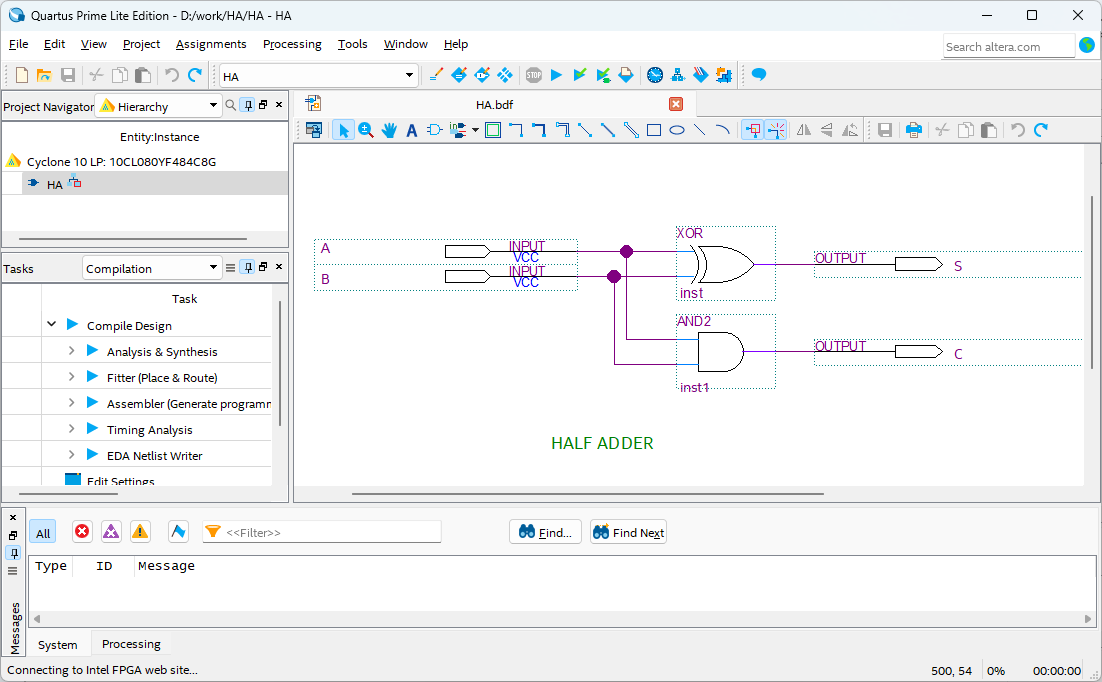 Quartus Prime Lite Edition - D:/work/HA/HA - HA
File Edit View Project Assignments Processing Tools Window Help
Search altera.com
HA
STOP
Project Navigator Hierarchy
HA.bdf
Entity:Instance
Cyclone 10 LP: 10CL080YF484C8G
HA
A INPUT
VCC
B INPUT
VCC
XOR
inst
OUTPUT S
AND2
inst1
OUTPUT C
HALF ADDER
Tasks Compilation
Task
Compile Design
Analysis & Synthesis
Fitter (Place & Route)
Assembler (Generate programm
Timing Analysis
EDA Netlist Writer
Edit Settings
All <<Filter>> Find... Find Next
Type ID Message
Messages
System Processing
Connecting to Intel FPGA web site... 500, 54 0% 00:00:00